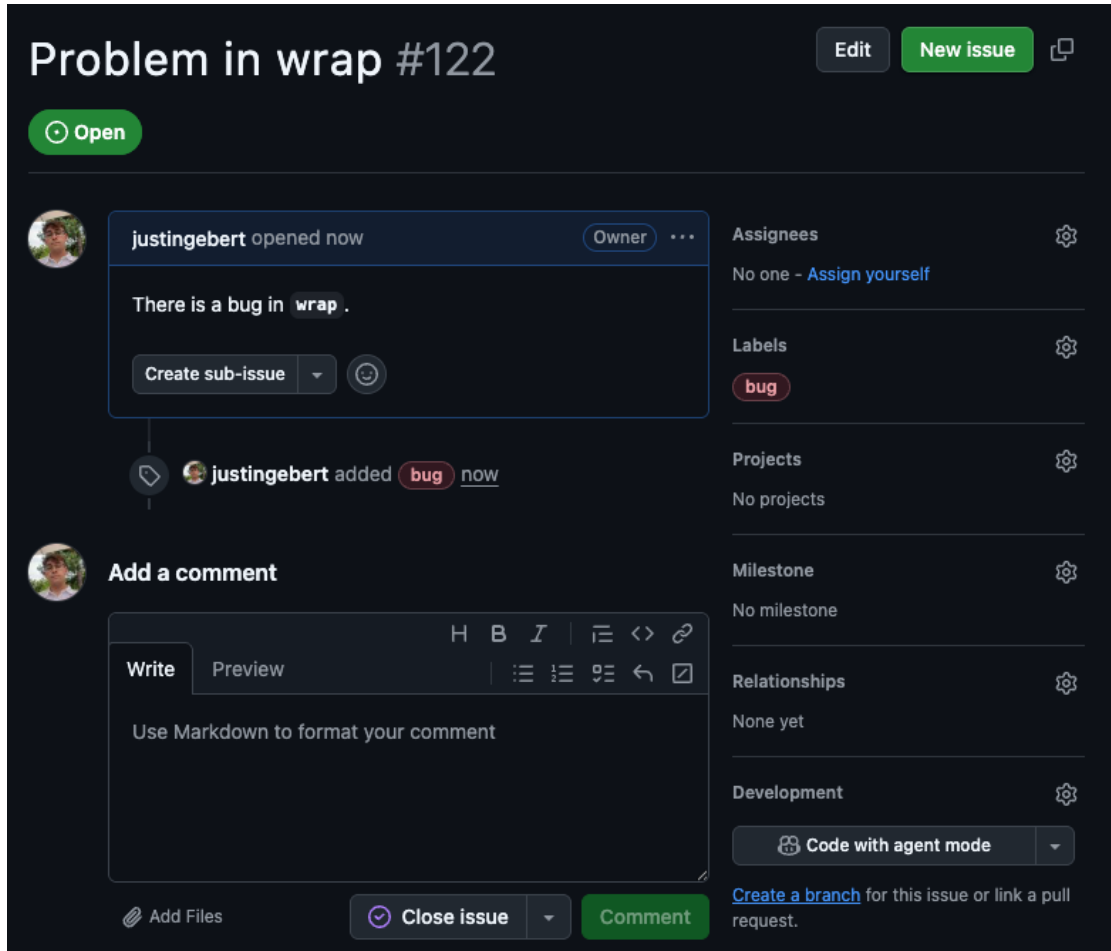 Problem in wrap #122
Edit
New issue
Open
justingebert opened now
Owner
There is a bug in wrap.
Create sub-issue
justingebert added bug now
Add a comment
Write
Preview
Use Markdown to format your comment
Add Files
Close issue
Comment
Assignees
No one - Assign yourself
Labels
bug
Projects
No projects
Milestone
No milestone
Relationships
None yet
Development
Code with agent mode
Create a branch for this issue or link a pull
request.